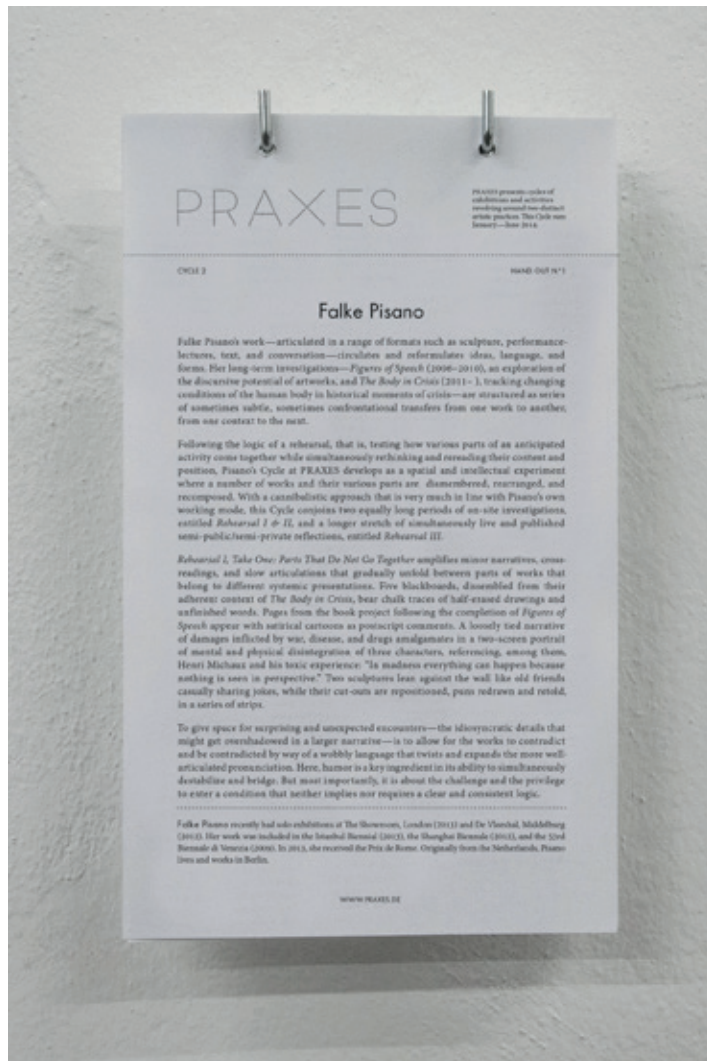 PRAXES
PRAXES presents cycles of
exhibitions and activities
revolving around two distinct
artistic practices. This Cycle runs
January—June 2014.
CYCLE 2
HAND-OUT N°1
Falke Pisano
Falke Pisano's work—articulated in a range of formats such as sculpture, performance-
lectures, text, and conversation—circulates and reformulates ideas, language, and
forms. Her long-term investigations—Figures of Speech (2006–2010), an exploration of
the discursive potential of artworks, and The Body in Crisis (2011– ), tracking changing
conditions of the human body in historical moments of crisis—are structured as series
of sometimes subtle, sometimes confrontational transfers from one work to another,
from one context to the next.
Following the logic of a rehearsal, that is, testing how various parts of an anticipated
activity come together while simultaneously rethinking and rereading their content and
position, Pisano's Cycle at PRAXES develops as a spatial and intellectual experiment
where a number of works and their various parts are dismembered, rearranged, and
recomposed. With a cannibalistic approach that is very much in line with Pisano's own
working mode, this Cycle conjoins two equally long periods of on-site investigations,
entitled Rehearsal I & II, and a longer stretch of simultaneously live and published
semi-public/semi-private reflections, entitled Rehearsal III.
Rehearsal I, Take One: Parts That Do Not Go Together amplifies minor narratives, cross-
readings, and slow articulations that gradually unfold between parts of works that
belong to different systemic presentations. Five blackboards, disassembled from their
adherent context of The Body in Crisis, bear chalk traces of half-erased drawings and
unfinished words. Pages from the book project following the completion of Figures of
Speech appear with satirical cartoons as postscript comments. A loosely tied narrative
of damages inflicted by war, disease, and drugs amalgamates in a two-screen portrait
of mental and physical disintegration of three characters, referencing, among them,
Henri Michaux and his toxic experience: "In madness everything can happen because
nothing is seen in perspective." Two sculptures lean against the wall like old friends
casually sharing jokes, while their cut-outs are repositioned, puns redrawn and retold,
in a series of strips.
To give space for surprising and unexpected encounters—the idiosyncratic details that
might get overshadowed in a larger narrative—is to allow for the works to contradict
and be contradicted by way of a wobbly language that twists and expands the more well-
articulated pronunciation. Here, humor is a key ingredient in its ability to simultaneously
destabilize and bridge. But most importantly, it is about the challenge and the privilege
to enter a condition that neither implies nor requires a clear and consistent logic.
Falke Pisano recently had solo exhibitions at The Showroom, London (2013) and De Vleeshal, Middelburg
(2012). Her work was included in the Istanbul Biennial (2013), the Shanghai Biennale (2012), and the 53rd
Biennale di Venezia (2009). In 2013, she received the Prix de Rome. Originally from the Netherlands, Pisano
lives and works in Berlin.
WWW.PRAXES.DE